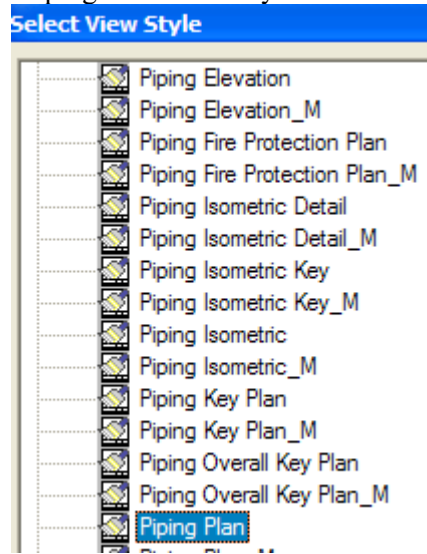 Select View Style
Piping Elevation
Piping Elevation_M
Piping Fire Protection Plan
Piping Fire Protection Plan_M
Piping Isometric Detail
Piping Isometric Detail_M
Piping Isometric Key
Piping Isometric Key_M
Piping Isometric
Piping Isometric_M
Piping Key Plan
Piping Key Plan_M
Piping Overall Key Plan
Piping Overall Key Plan_M
Piping Plan